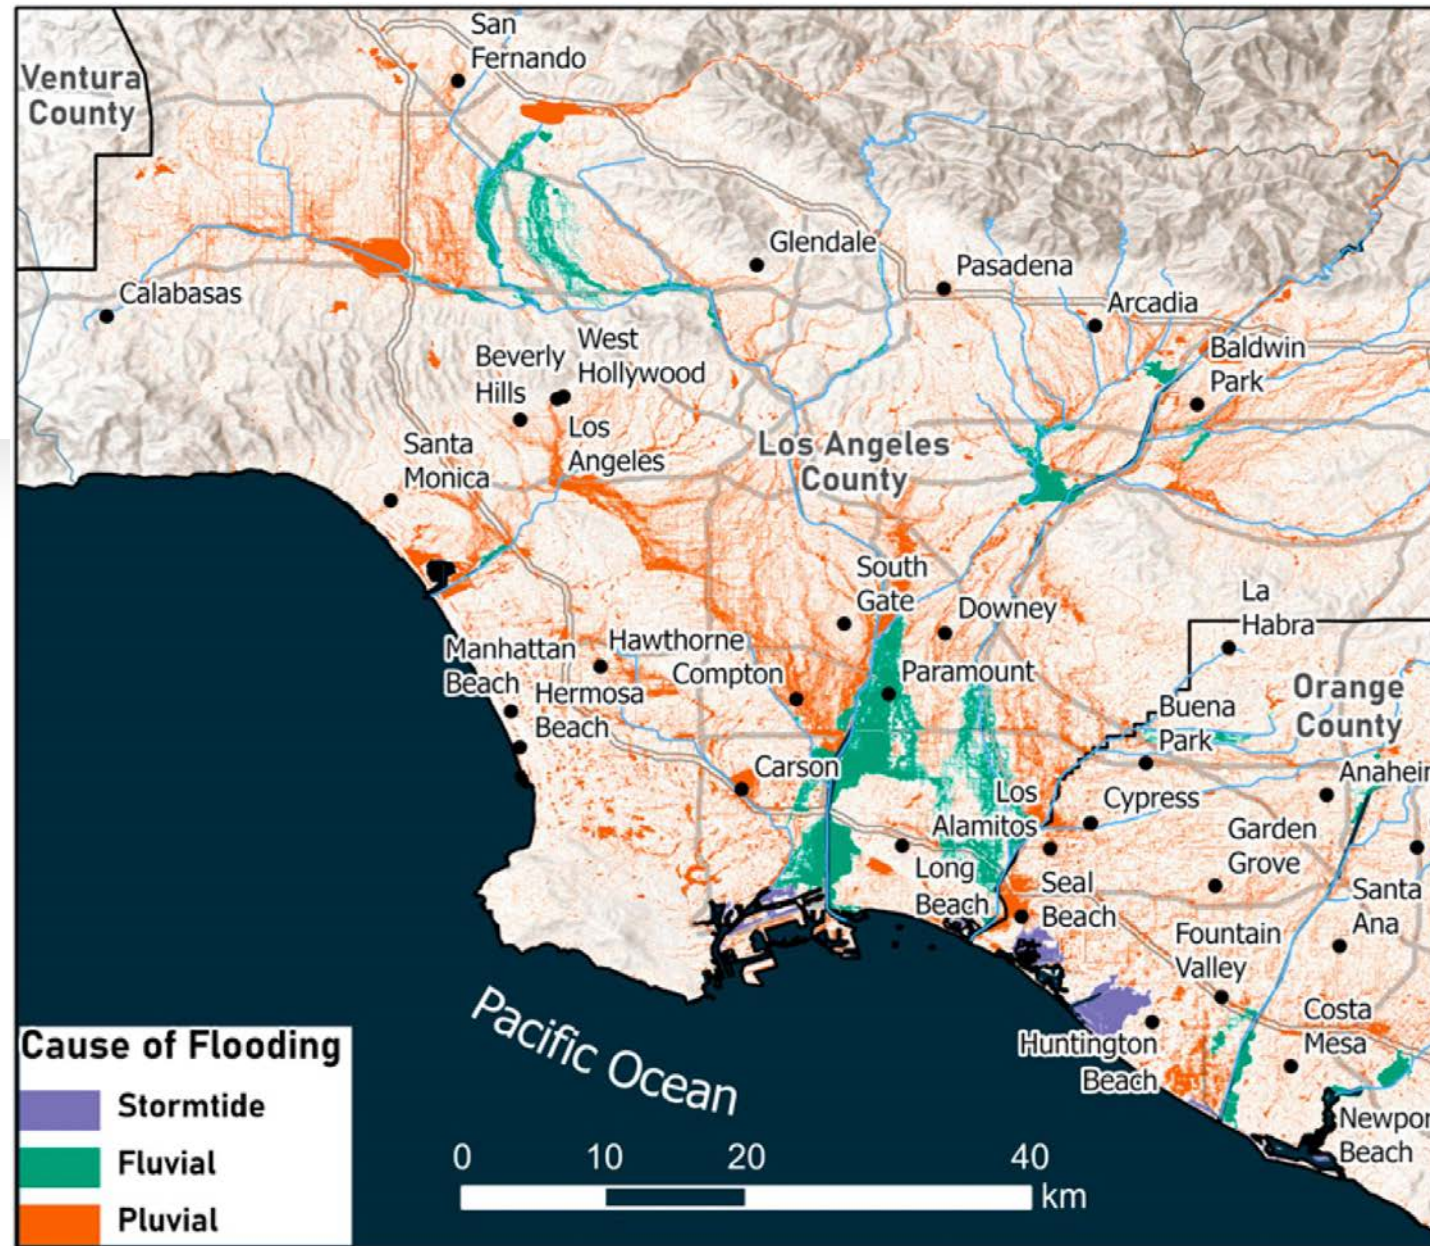 San
Fernando
Ventura
County
Glendale
Pasadena
Calabasas
Arcadia
West
Hollywood
Beverly
Hills
Baldwin
Park
Los
Angeles
Santa
Monica
Los Angeles
County
South
Gate
Downey
La
Habra
Manhattan
Beach
Hawthorne
Compton
Paramount
Hermosa
Beach
Orange
County
Buena
Park
Carson
Anahei
Los
Alamitos
Cypress
Garden
Grove
Long
Beach
Seal
Beach
Santa
Ana
Fountain
Valley
Costa
Mesa
Huntington
Beach
Newpor
Beach
Pacific Ocean
Cause of Flooding
Stormtide
Fluvial
Pluvial
0 10 20 40
km